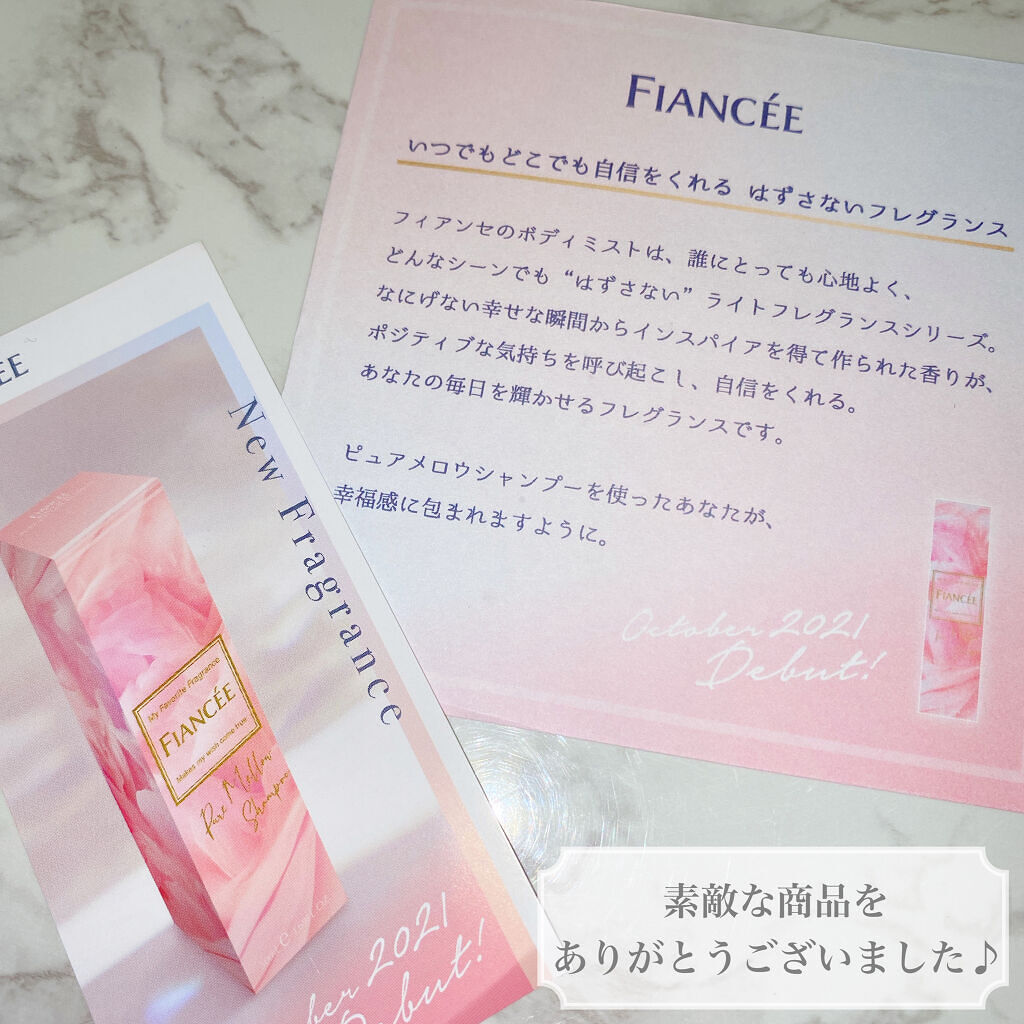 FIANCÉE
いつでもどこでも自信をくれる はずさないフレグランス
フィアンセのボディミストは、誰にとっても心地よく、
どんなシーンでも“はずさない”ライトフレグランスシリーズ。
なにげない幸せな瞬間からインスパイアを得て作られた香りが、
ポジティブな気持ちを呼び起こし、自信をくれる。
あなたの毎日を輝かせるフレグランスです。
ピュアメロウシャンプーを使ったあなたが、
幸福感に包まれますように。
FIANCÉE
October 2021
Debut!
ÉE
New Fragrance
My Favorite Fragrance
FIANCÉE
Makes my wish come true
Pure Mellow
Shampoo
ber 2021
but!
素敵な商品を
ありがとうございました♪